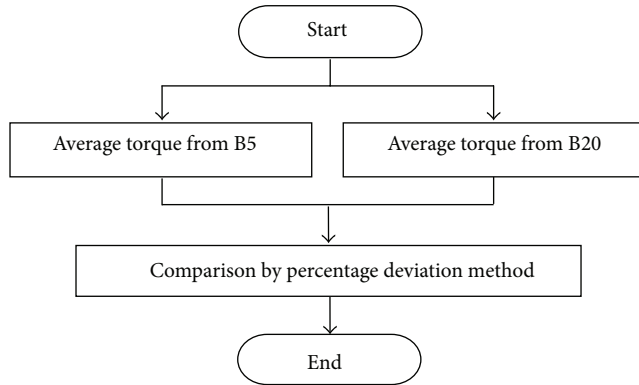 Start
Average torque from B5
Average torque from B20
Comparison by percentage deviation method
End